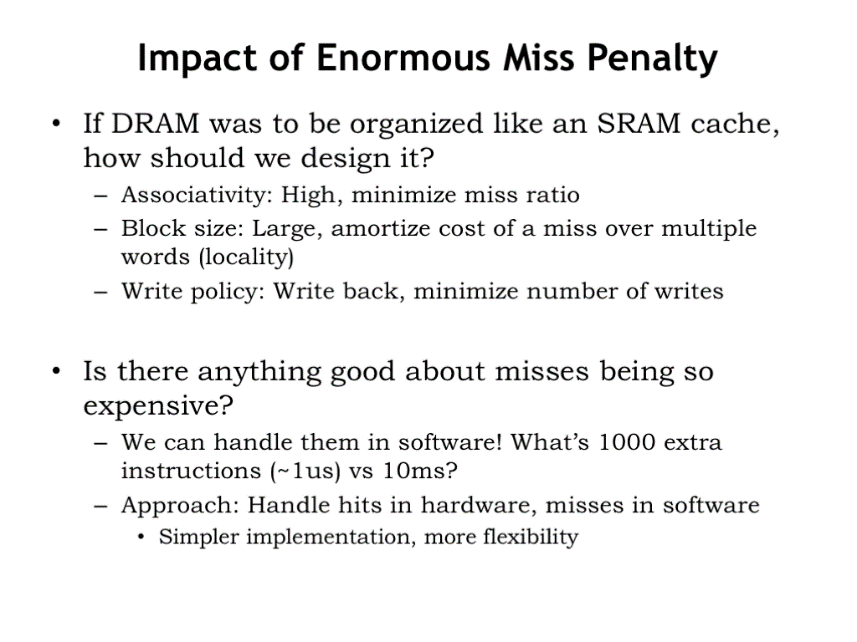 Impact of Enormous Miss Penalty
• If DRAM was to be organized like an SRAM cache,
how should we design it?
– Associativity: High, minimize miss ratio
– Block size: Large, amortize cost of a miss over multiple
words (locality)
– Write policy: Write back, minimize number of writes
• Is there anything good about misses being so
expensive?
– We can handle them in software! What’s 1000 extra
instructions (~1us) vs 10ms?
– Approach: Handle hits in hardware, misses in software
• Simpler implementation, more flexibility